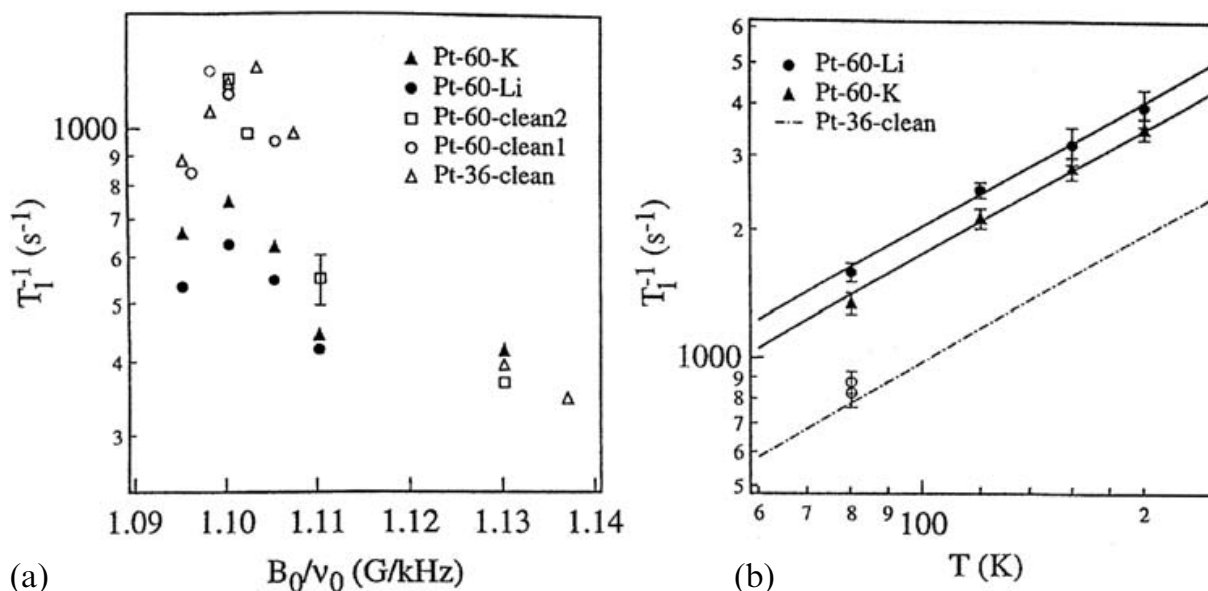 ▲ Pt-60-K
● Pt-60-Li
□ Pt-60-clean2
○ Pt-60-clean1
△ Pt-36-clean
1000
9
8
7
6
5
4
3
T₁⁻¹ (s⁻¹)
1.09 1.10 1.11 1.12 1.13 1.14
B₀/ν₀ (G/kHz)
(a)
● Pt-60-Li
▲ Pt-60-K
Pt-36-clean
6
5
4
3
2
1000
9
8
7
6
5
T₁⁻¹ (s⁻¹)
6 7 8 9 100 2
T (K)
(b)